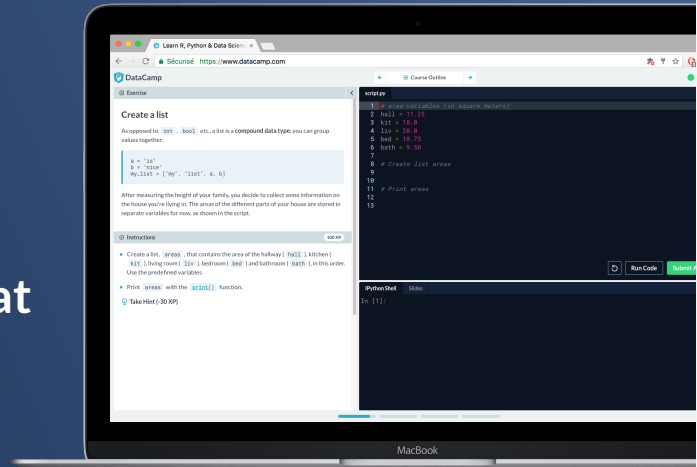 Learn R, Python & Data Scienc ×
Sécurisé https://www.datacamp.com
DataCamp
Course Outline
Exercise
Create a list
As opposed to int , bool etc., a list is a compound data type; you can group
values together:
a = "is"
b = "nice"
my_list = ["my", "list", a, b]
After measuring the height of your family, you decide to collect some information on
the house you're living in. The areas of the different parts of your house are stored in
separate variables for now, as shown in the script.
Instructions
100 XP
Create a list, areas , that contains the area of the hallway ( hall ), kitchen (
kit ), living room ( liv ), bedroom ( bed ) and bathroom ( bath ), in this order.
Use the predefined variables.
Print areas with the print() function.
Take Hint (-30 XP)
script.py
1 # area variables (in square meters)
2 hall = 11.25
3 kit = 18.0
4 liv = 20.0
5 bed = 10.75
6 bath = 9.50
7
8 # Create list areas
9
10
11 # Print areas
12
13
Run Code
Submit A
IPython Shell Slides
In [1]:
at
MacBook